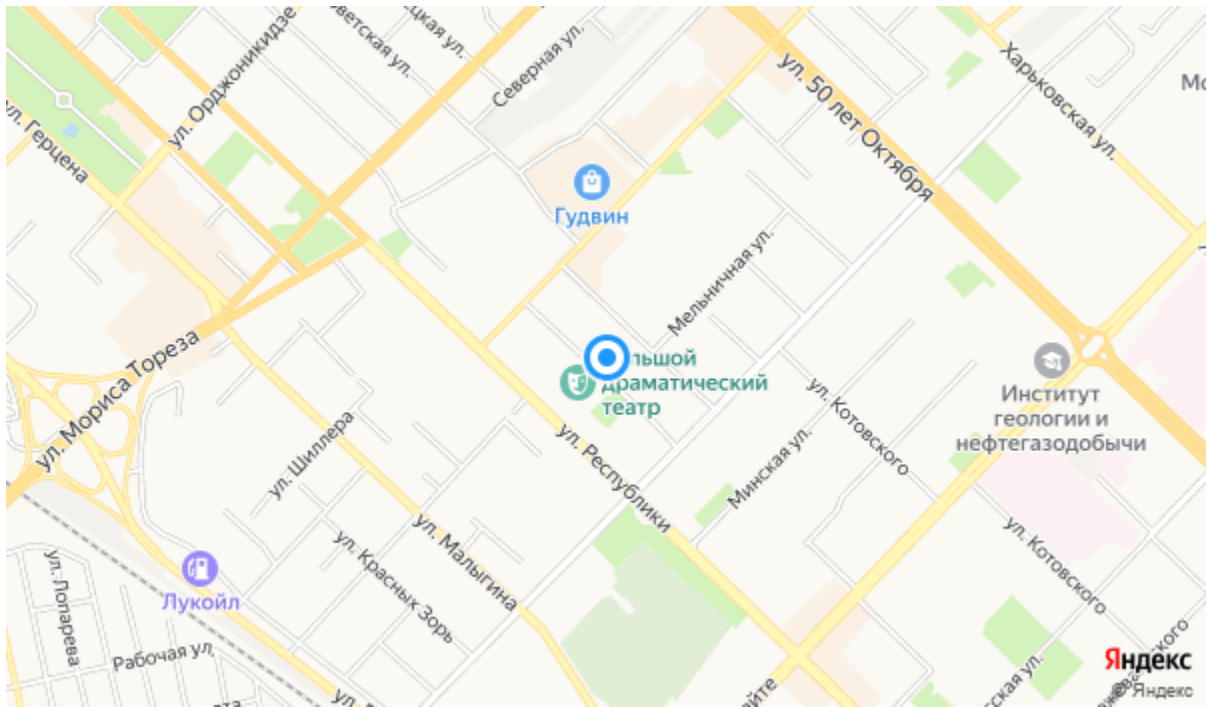 Северная ул.
ул. 50 лет Октября
Харьковская ул.
ул. Орджоникидзе
ул. Герцена
Гудвин
Мельничная ул.
ул. Мориса Тореза
драматический
театр
Институт
геологии и
нефтегазодобычи
ул. Котовского
ул. Шиллера
ул. Республики
Минская ул.
ул. Малыгина
ул. Котовского
ул. Красных Зорь
ул. Лопарева
Лукойл
Рабочая ул.
Яндекс
© Яндекс